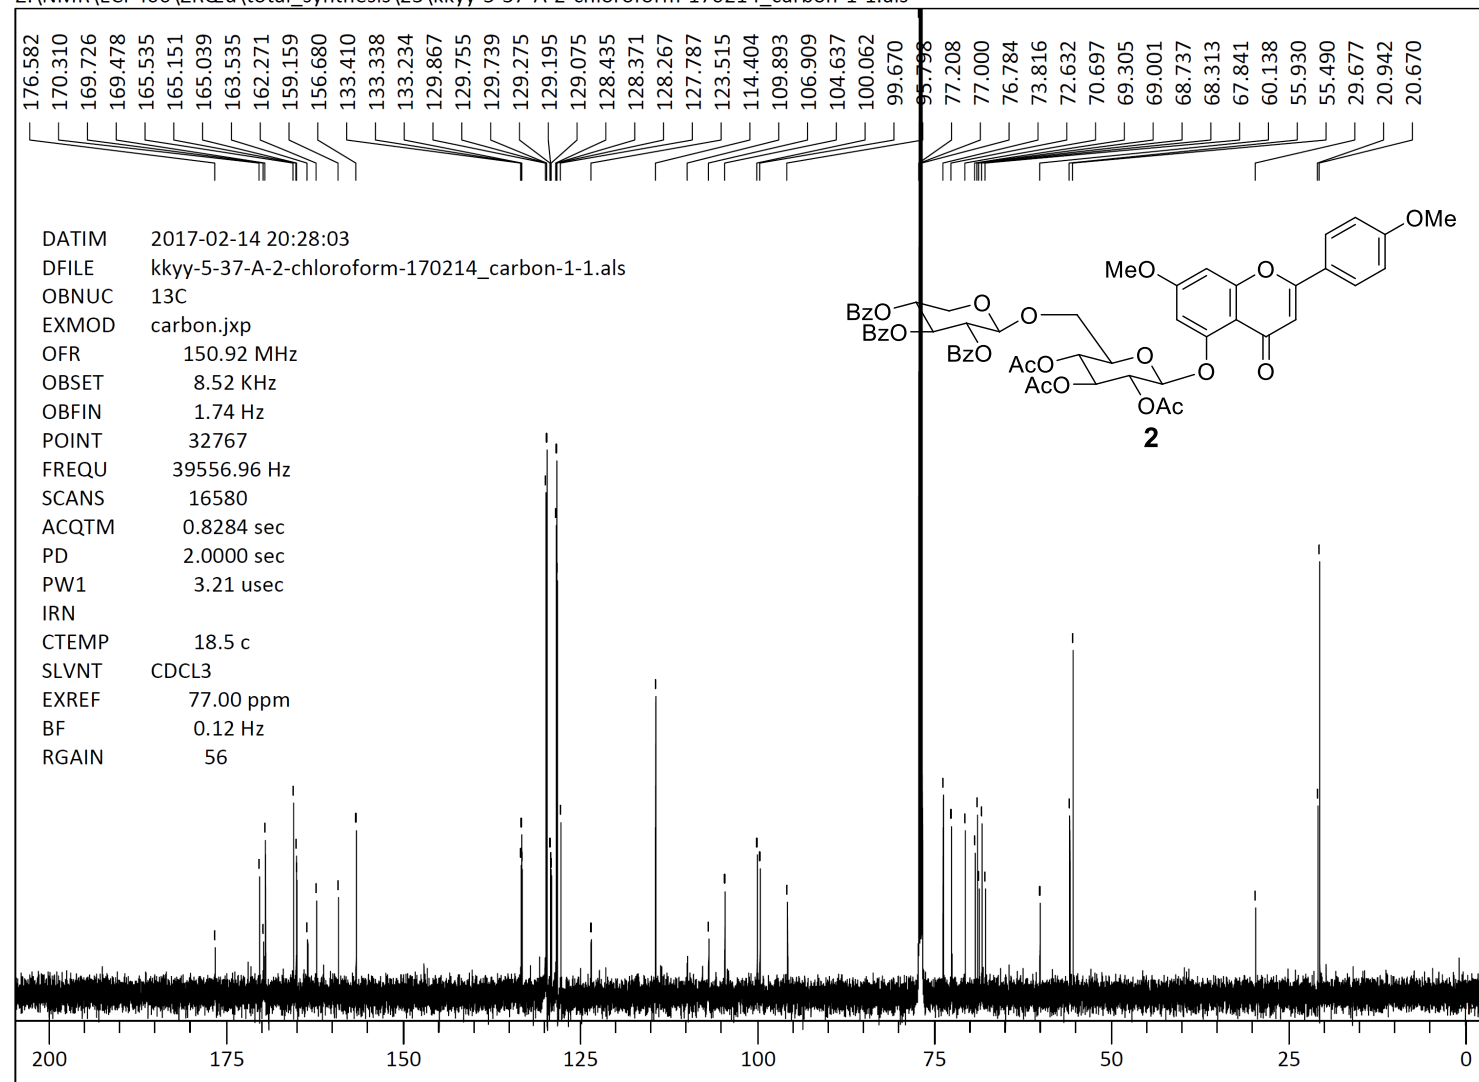 176.582
170.310
169.726
169.478
165.535
165.151
165.039
163.535
162.271
159.159
156.680
133.410
133.338
133.234
129.867
129.755
129.739
129.275
129.195
129.075
128.435
128.371
128.267
127.787
123.515
114.404
109.893
106.909
104.637
100.062
99.670
95.798
77.208
77.000
76.784
73.816
72.632
70.697
69.305
69.001
68.737
68.313
67.841
60.138
55.930
55.490
29.677
20.942
20.670
DATIM 2017-02-14 20:28:03
DFILE kkyy-5-37-A-2-chloroform-170214_carbon-1-1.als
OBNUC 13C
EXMOD carbon.jxp
OFR 150.92 MHz
OBSET 8.52 KHz
OBFIN 1.74 Hz
POINT 32767
FREQU 39556.96 Hz
SCANS 16580
ACQTM 0.8284 sec
PD 2.0000 sec
PW1 3.21 usec
IRN
CTEMP 18.5 c
SLVNT CDCL3
EXREF 77.00 ppm
BF 0.12 Hz
RGAIN 56
OMe
MeO
O
O
BzO
O
BzO
BzO
O
AcO
O
O
AcO
OAc
2
200 175 150 125 100 75 50 25 0